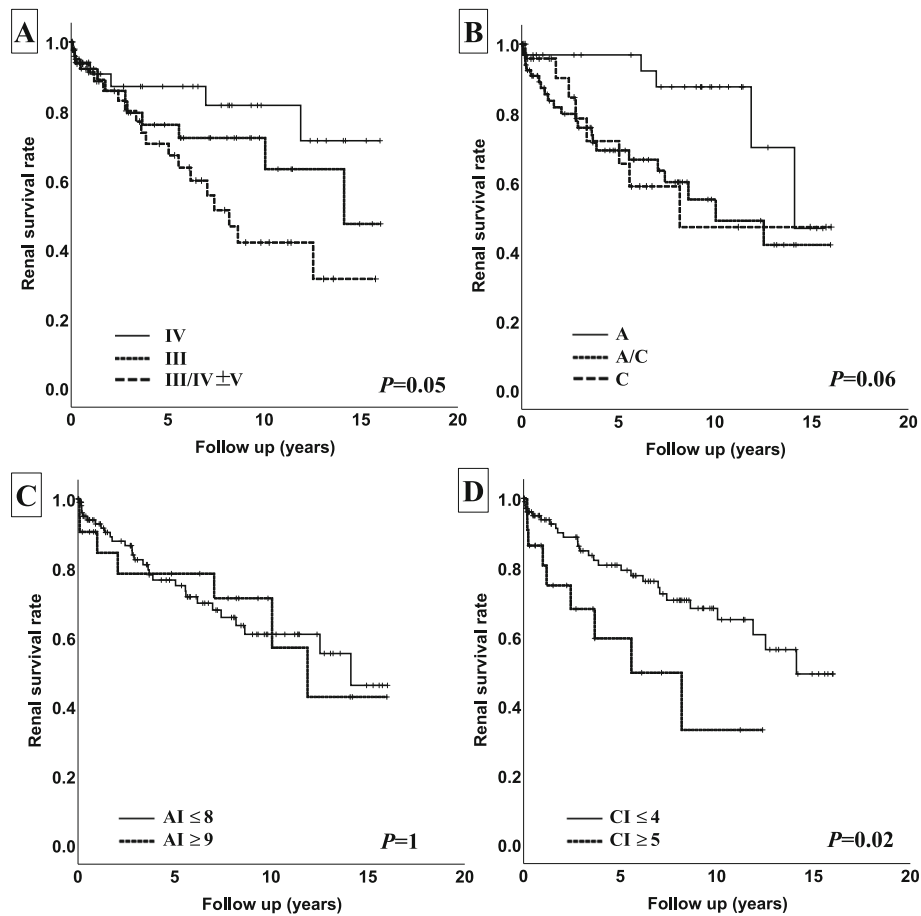 A
1.0
0.8
0.6
0.4
0.2
0.0
Renal survival rate
IV
III
III/IV ±V
P=0.05
0 5 10 15 20
Follow up (years)
B
1.0
0.8
0.6
0.4
0.2
0.0
Renal survival rate
A
A/C
C
P=0.06
0 5 10 15 20
Follow up (years)
C
1.0
0.8
0.6
0.4
0.2
0.0
Renal survival rate
AI ≤ 8
AI ≥ 9
P=1
0 5 10 15 20
Follow up (years)
D
1.0
0.8
0.6
0.4
0.2
0.0
Renal survival rate
CI ≤ 4
CI ≥ 5
P=0.02
0 5 10 15 20
Follow up (years)